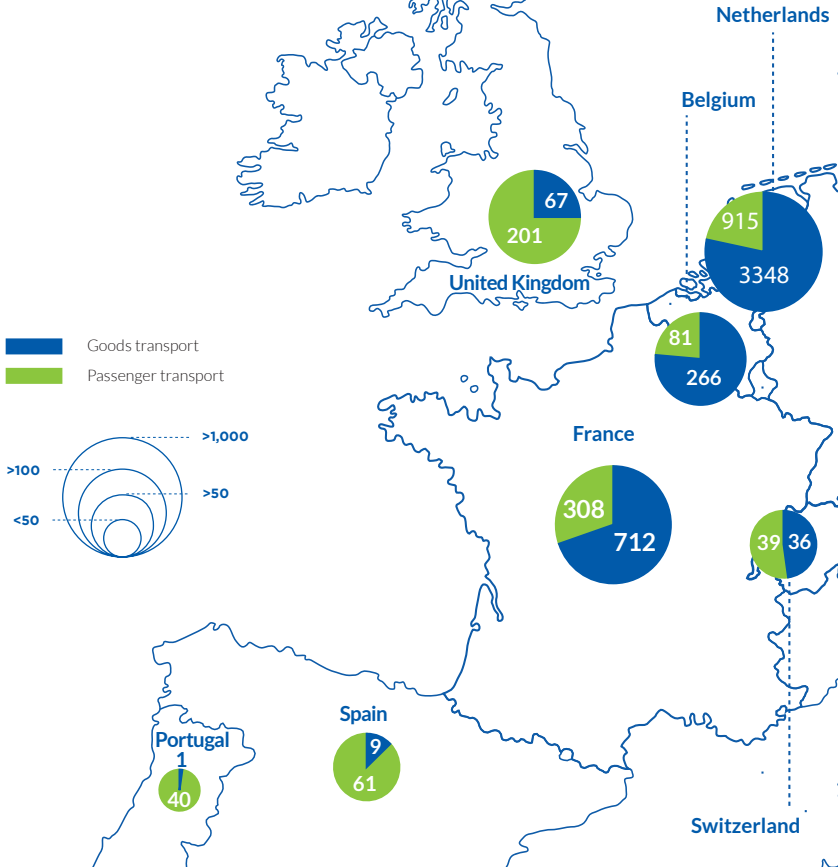 Netherlands
Belgium
67
201
United Kingdom
915
3348
81
266
Goods transport
Passenger transport
>1,000
>100
>50
<50
France
308
712
39
36
Spain
9
61
Portugal
1
40
Switzerland